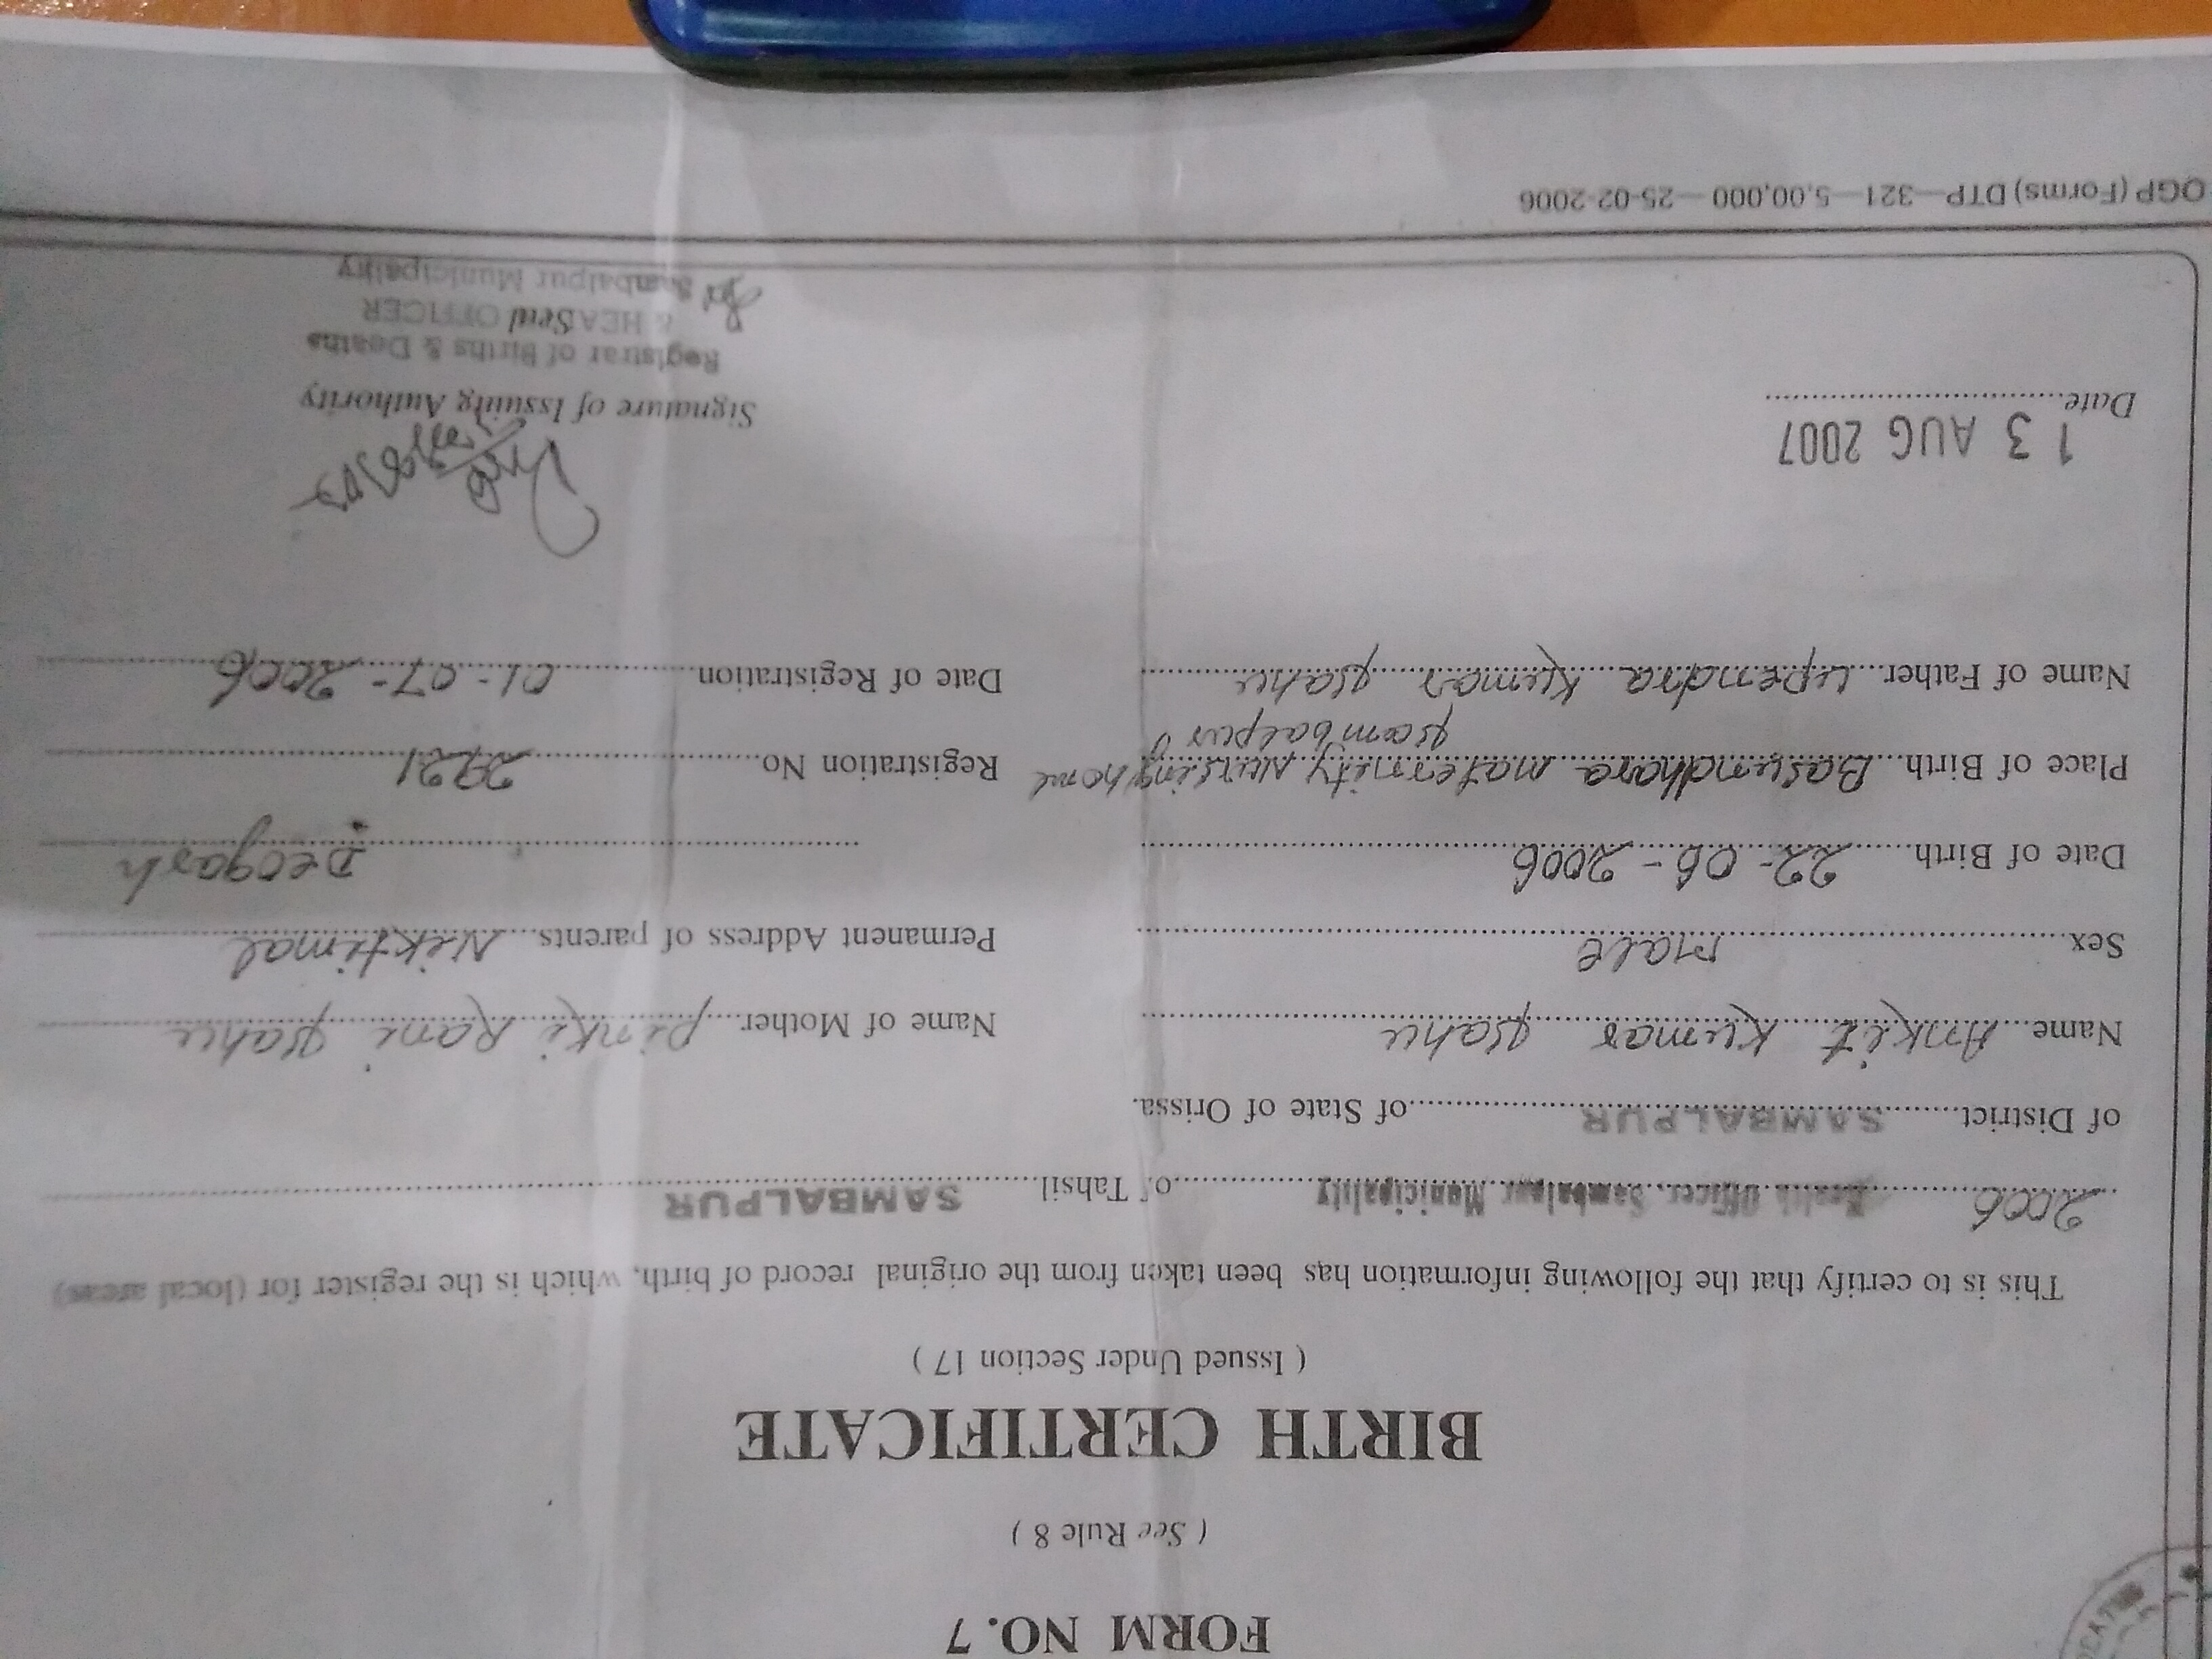 FORM NO. 7
( See Rule 8 )
BIRTH CERTIFICATE
( Issued Under Section 17 )
This is to certify that the following information has been taken from the original record of birth, which is the register for (local areas)
2006 Health Officer, Sambalpur Municipality of Tahsil SAMBALPUR
of District SAMBALPUR of State of Orissa.
Name Ankit Kumar Sahu
Name of Mother Pinki Rani Sahu
Sex male
Permanent Address of parents Niktimal
Deogarh
Date of Birth 22-06-2006
Place of Birth Basundhara maternity Nursing home
Sambalpur
Registration No. 2721
Name of Father Upendra Kumar Sahu
Date of Registration 01-07-2006
13 AUG 2007
Date
Signature of Issuing Authority
Registrar of Births & Deaths
& HEA Seal OFFICER
Sambalpur Municipality
OGP (Forms) DTP—321—5,00,000—25-02-2006